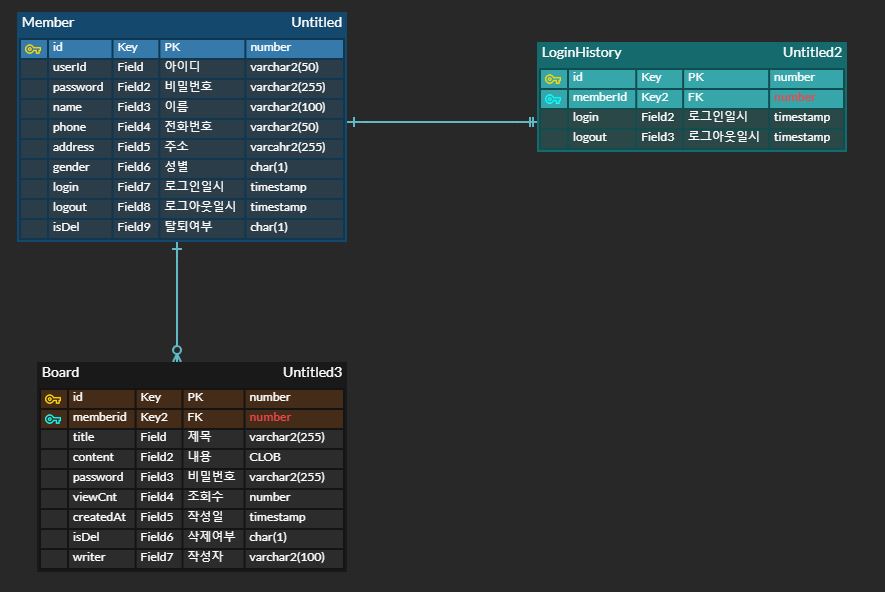 Member Untitled
id Key PK number
userId Field 아이디 varchar2(50)
password Field2 비밀번호 varchar2(255)
name Field3 이름 varchar2(100)
phone Field4 전화번호 varchar2(50)
address Field5 주소 varcahr2(255)
gender Field6 성별 char(1)
login Field7 로그인일시 timestamp
logout Field8 로그아웃일시 timestamp
isDel Field9 탈퇴여부 char(1)
LoginHistory Untitled2
id Key PK number
memberId Key2 FK number
login Field2 로그인일시 timestamp
logout Field3 로그아웃일시 timestamp
Board Untitled3
id Key PK number
memberid Key2 FK number
title Field 제목 varchar2(255)
content Field2 내용 CLOB
password Field3 비밀번호 varchar2(255)
viewCnt Field4 조회수 number
createdAt Field5 작성일 timestamp
isDel Field6 삭제여부 char(1)
writer Field7 작성자 varchar2(100)